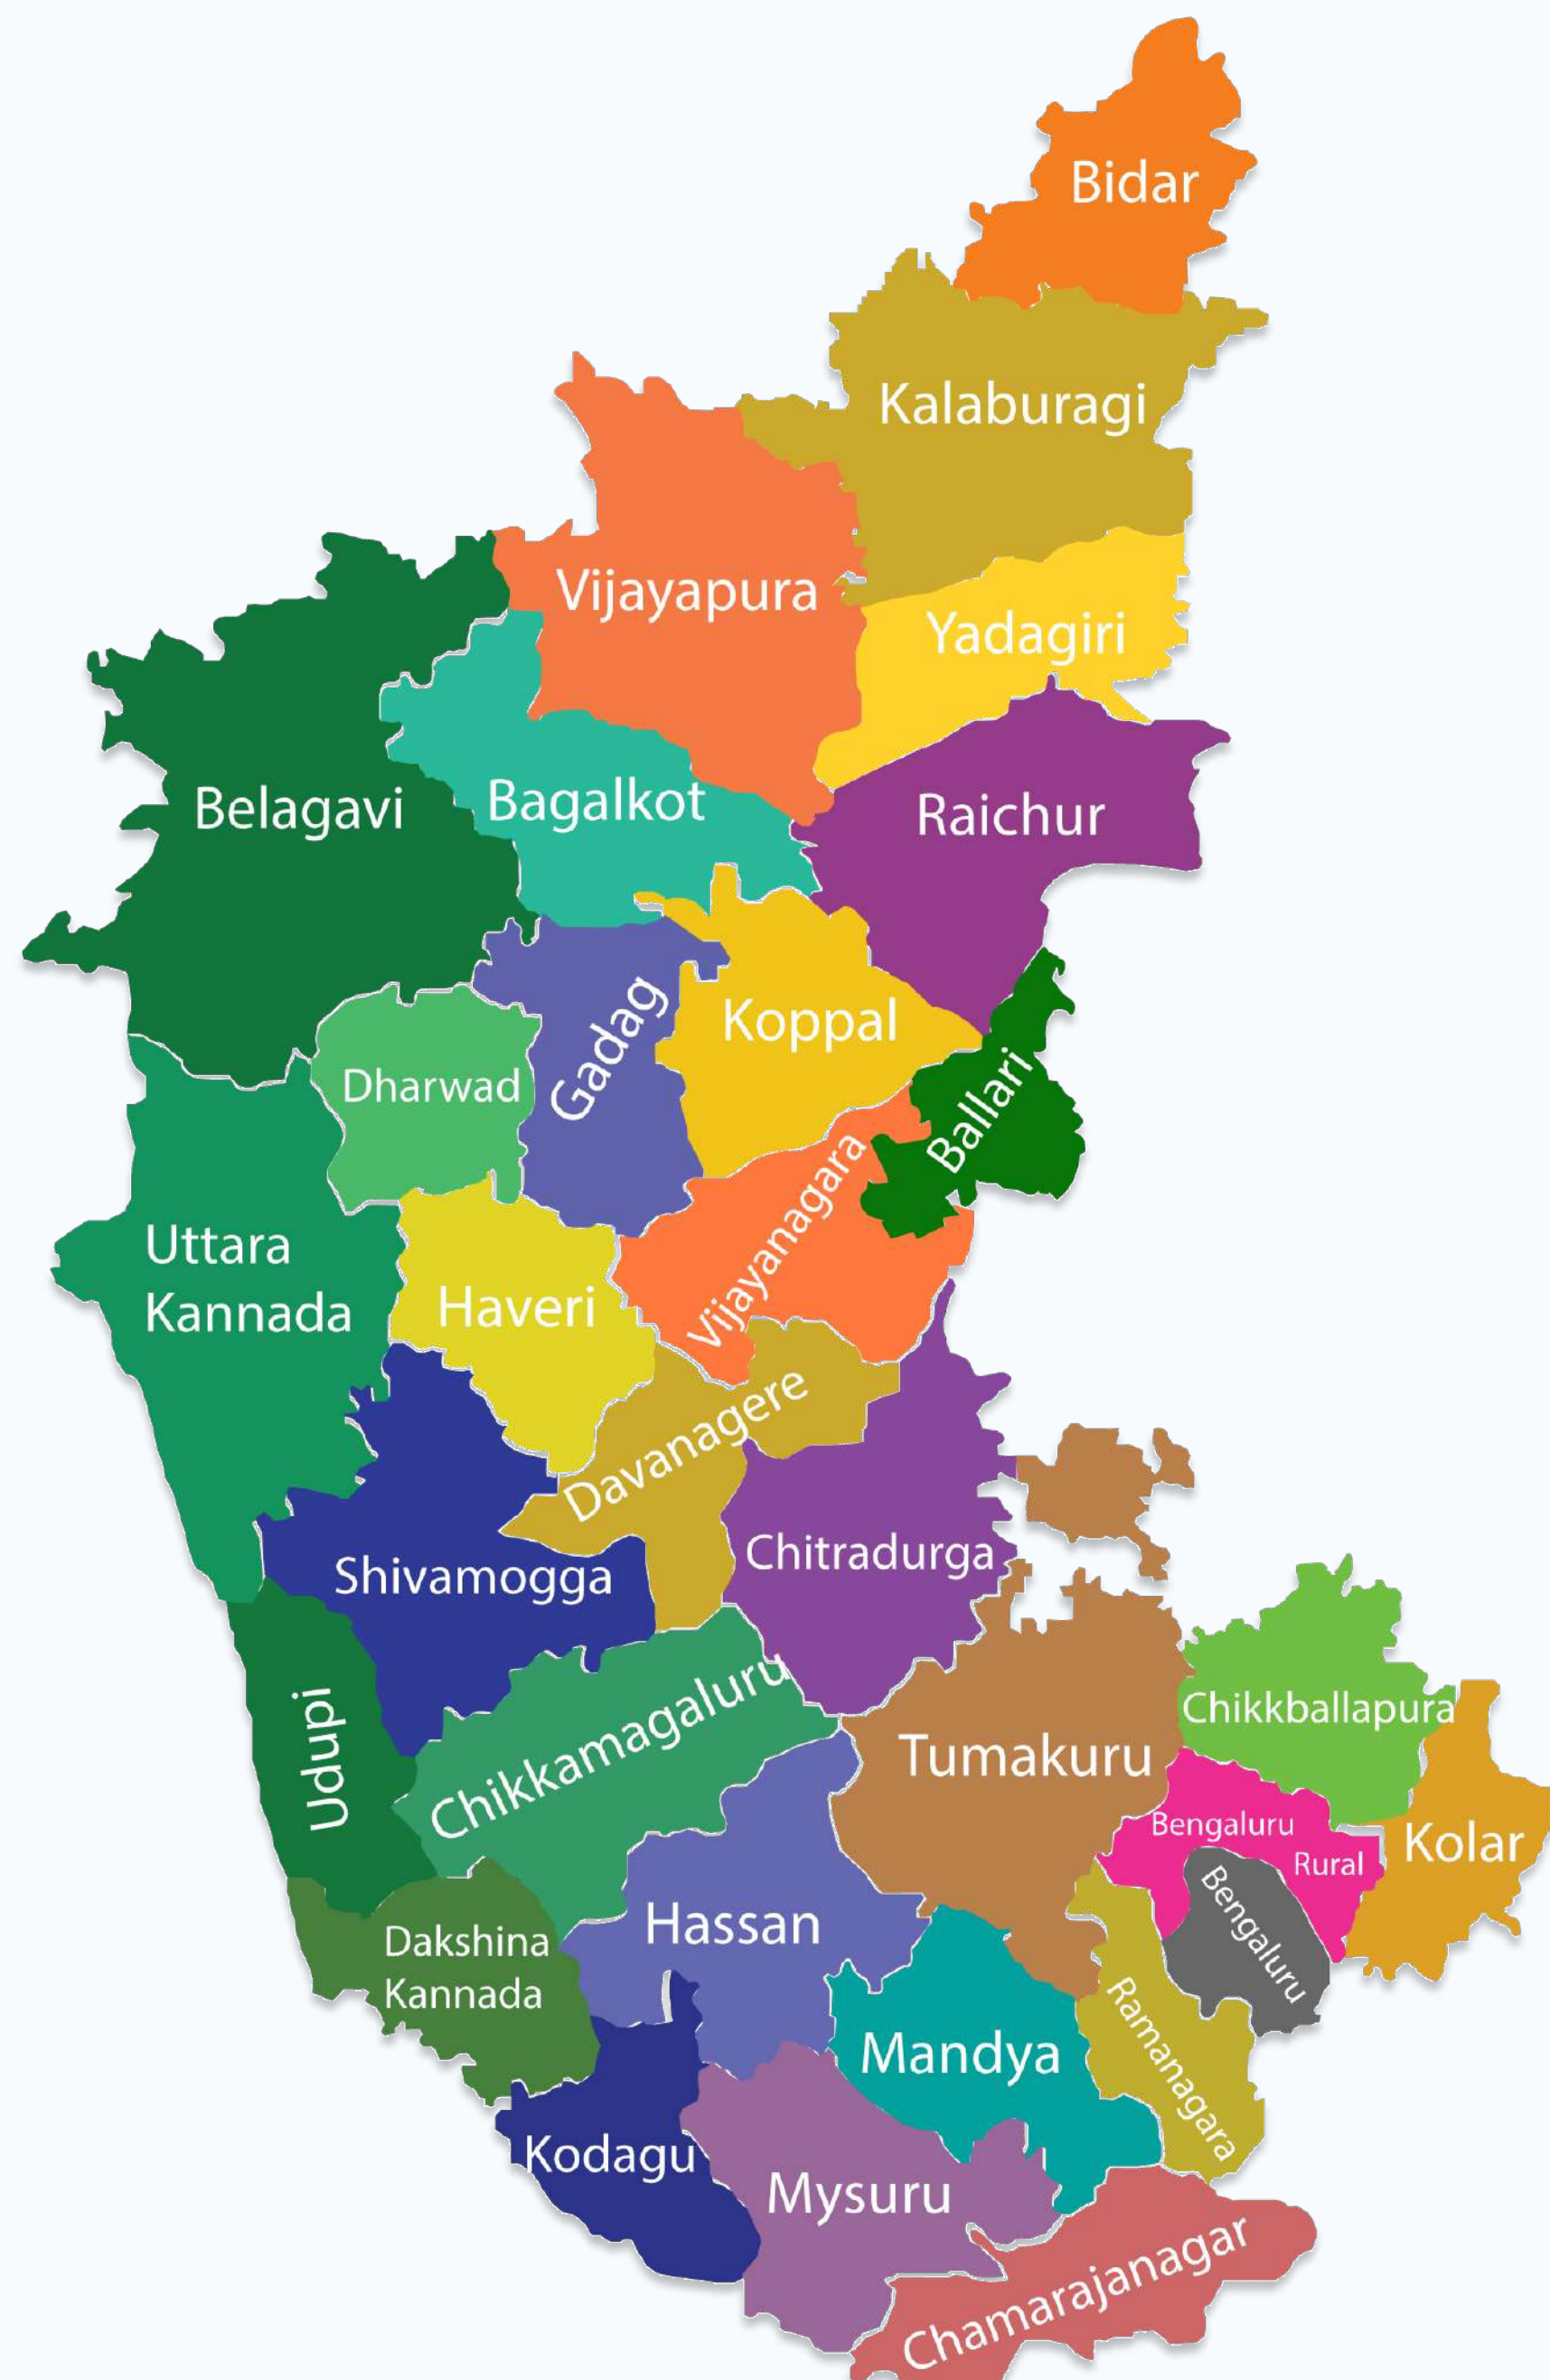 Bidar
Kalaburagi
Vijayapura
Yadagiri
Belagavi
Bagalkot
Raichur
Gadag
Koppal
Dharwad
Ballari
Vijayanagara
Uttara
Kannada
Haveri
Davanagere
Chitradurga
Shivamogga
Udupi
Chikkamagaluru
Tumakuru
Chikkballapura
Bengaluru
Rural
Kolar
Bengaluru
Hassan
Dakshina
Kannada
Mandya
Ramanagara
Kodagu
Mysuru
Chamarajanagar